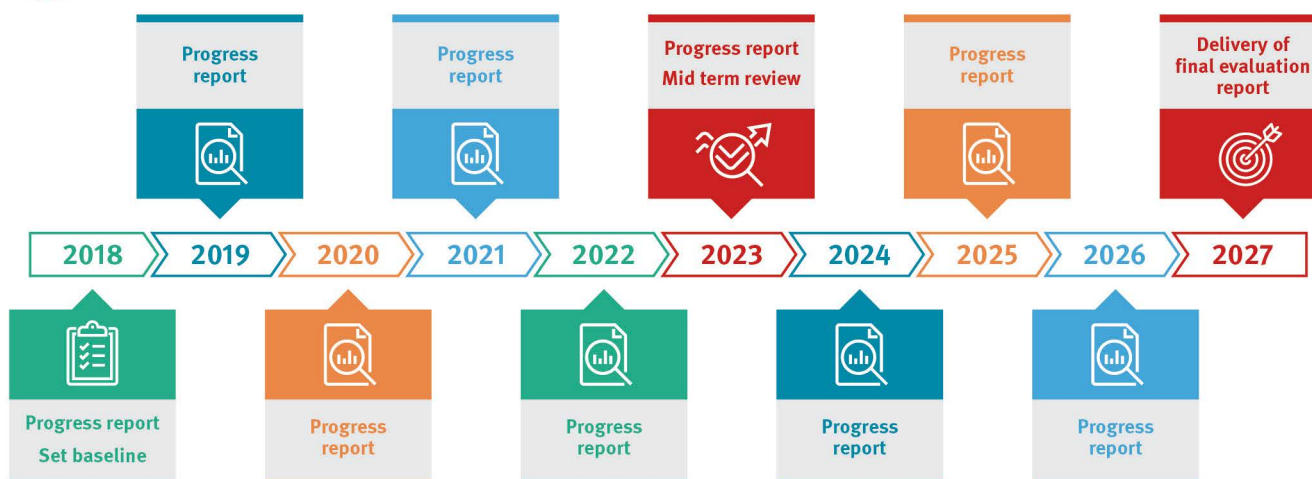 Progress
report
Progress
report
Progress report
Mid term review
Progress
report
Delivery of
final evaluation
report
2018
2019
2020
2021
2022
2023
2024
2025
2026
2027
Progress report
Set baseline
Progress
report
Progress
report
Progress
report
Progress
report